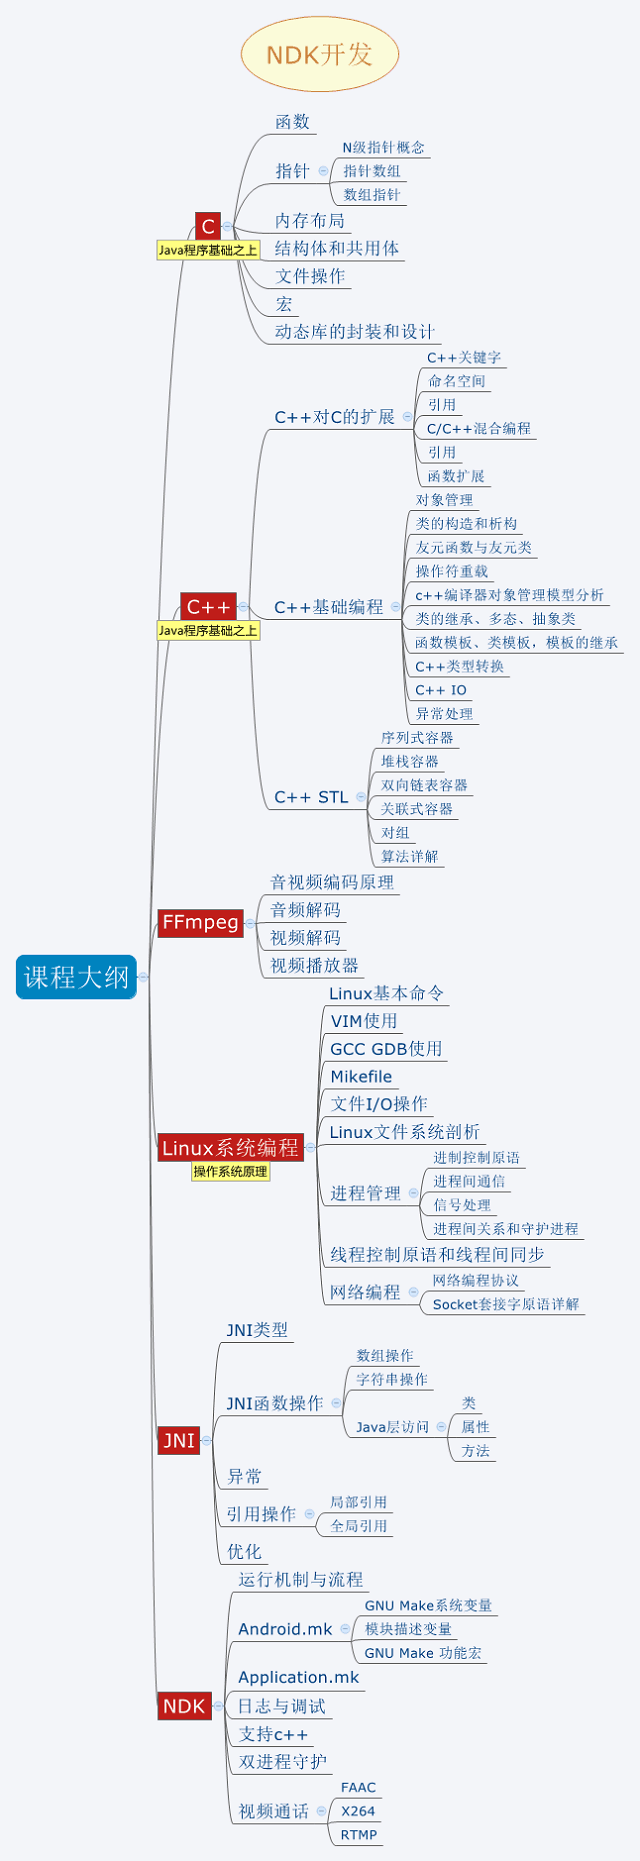 NDK开发
课程大纲
C
Java程序基础之上
函数
指针
N级指针概念
指针数组
数组指针
内存布局
结构体和共用体
文件操作
宏
动态库的封装和设计
C++
Java程序基础之上
C++对C的扩展
C++关键字
命名空间
引用
C/C++混合编程
引用
函数扩展
C++基础编程
对象管理
类的构造和析构
友元函数与友元类
操作符重载
c++编译器对象管理模型分析
类的继承、多态、抽象类
函数模板、类模板，模板的继承
C++类型转换
C++ IO
异常处理
C++ STL
序列式容器
堆栈容器
双向链表容器
关联式容器
对组
算法详解
FFmpeg
音视频编码原理
音频解码
视频解码
视频播放器
Linux系统编程
操作系统原理
Linux基本命令
VIM使用
GCC GDB使用
Mikefile
文件I/O操作
Linux文件系统剖析
进程管理
进制控制原语
进程间通信
信号处理
进程间关系和守护进程
线程控制原语和线程间同步
网络编程
网络编程协议
Socket套接字原语详解
JNI
JNI类型
JNI函数操作
数组操作
字符串操作
Java层访问
类
属性
方法
异常
引用操作
局部引用
全局引用
优化
NDK
运行机制与流程
Android.mk
GNU Make系统变量
模块描述变量
GNU Make 功能宏
Application.mk
日志与调试
支持c++
双进程守护
视频通话
FAAC
X264
RTMP